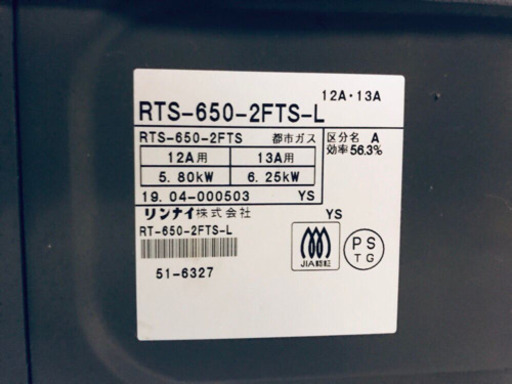 12A・13A
RTS-650-2FTS-L
RTS-650-2FTS 都市ガス
区分名 A
効率56.3%
12A用 13A用
5.80kW 6.25kW
19.04-000503 YS
リンナイ株式会社
YS
RT-650-2FTS-L
JIA認証
PS
TG
51-6327